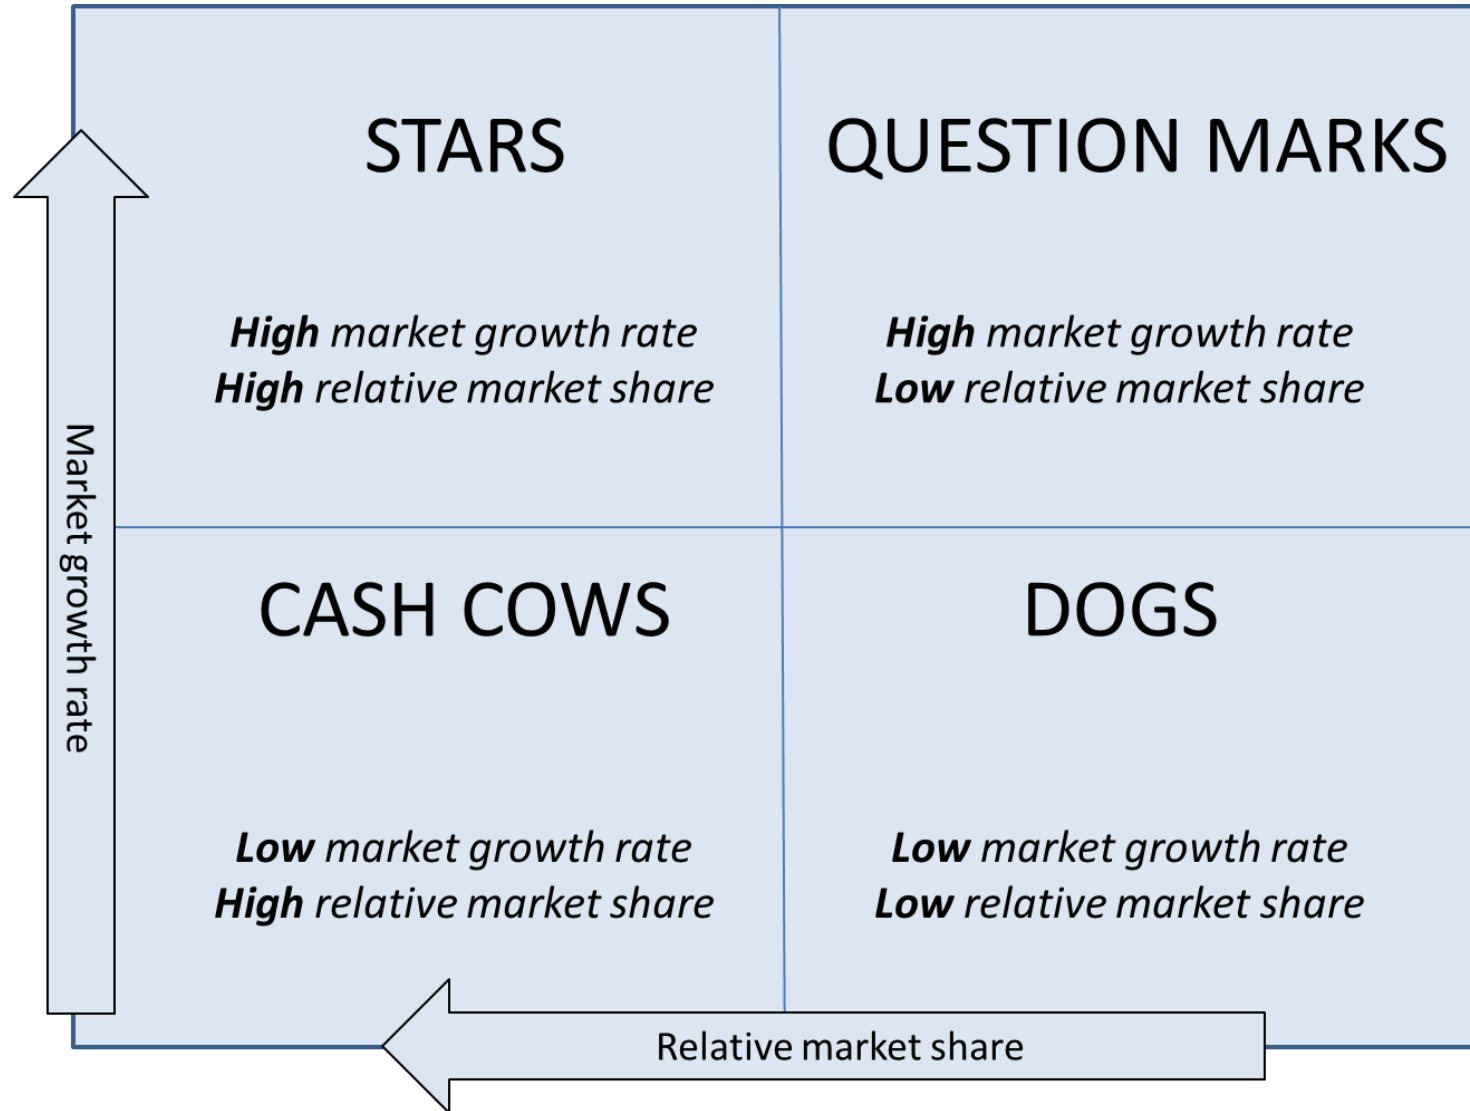 STARS
High market growth rate
High relative market share
QUESTION MARKS
High market growth rate
Low relative market share
Market growth rate
CASH COWS
Low market growth rate
High relative market share
DOGS
Low market growth rate
Low relative market share
Relative market share